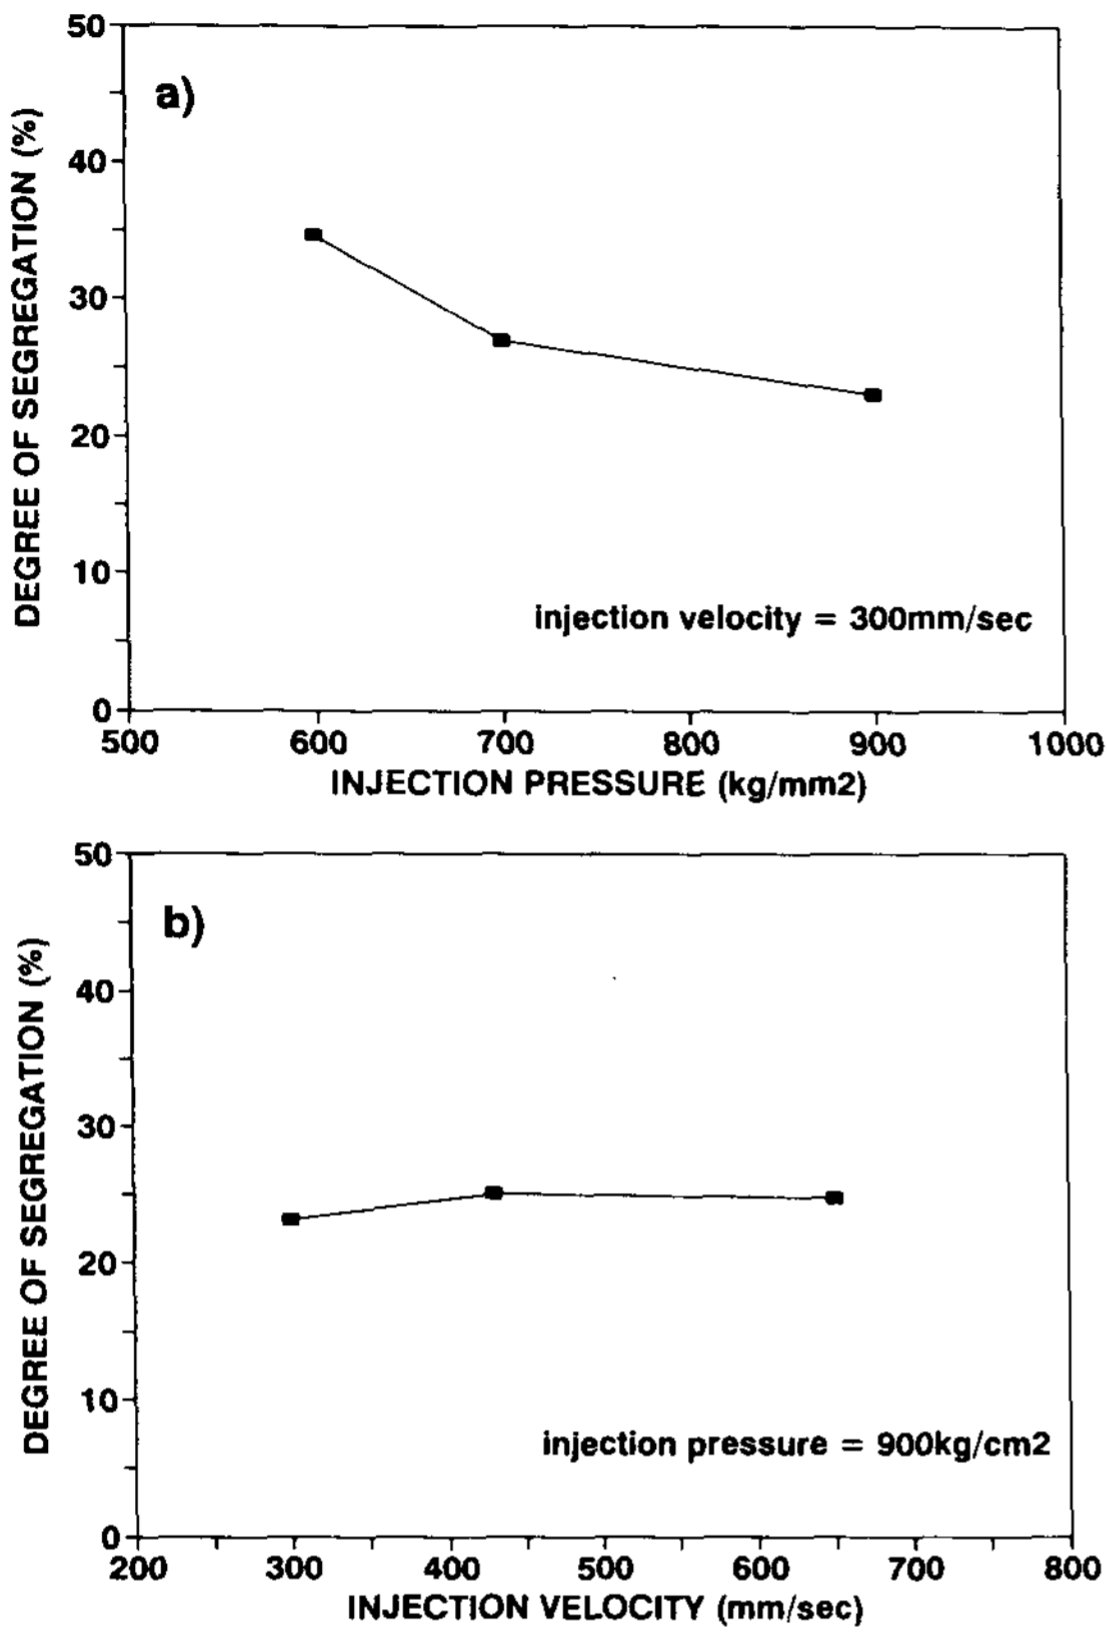 a)
DEGREE OF SEGREGATION (%)
50
40
30
20
10
0
injection velocity = 300mm/sec
500 600 700 800 900 1000
INJECTION PRESSURE (kg/mm2)
b)
DEGREE OF SEGREGATION (%)
50
40
30
20
10
0
injection pressure = 900kg/cm2
200 300 400 500 600 700 800
INJECTION VELOCITY (mm/sec)